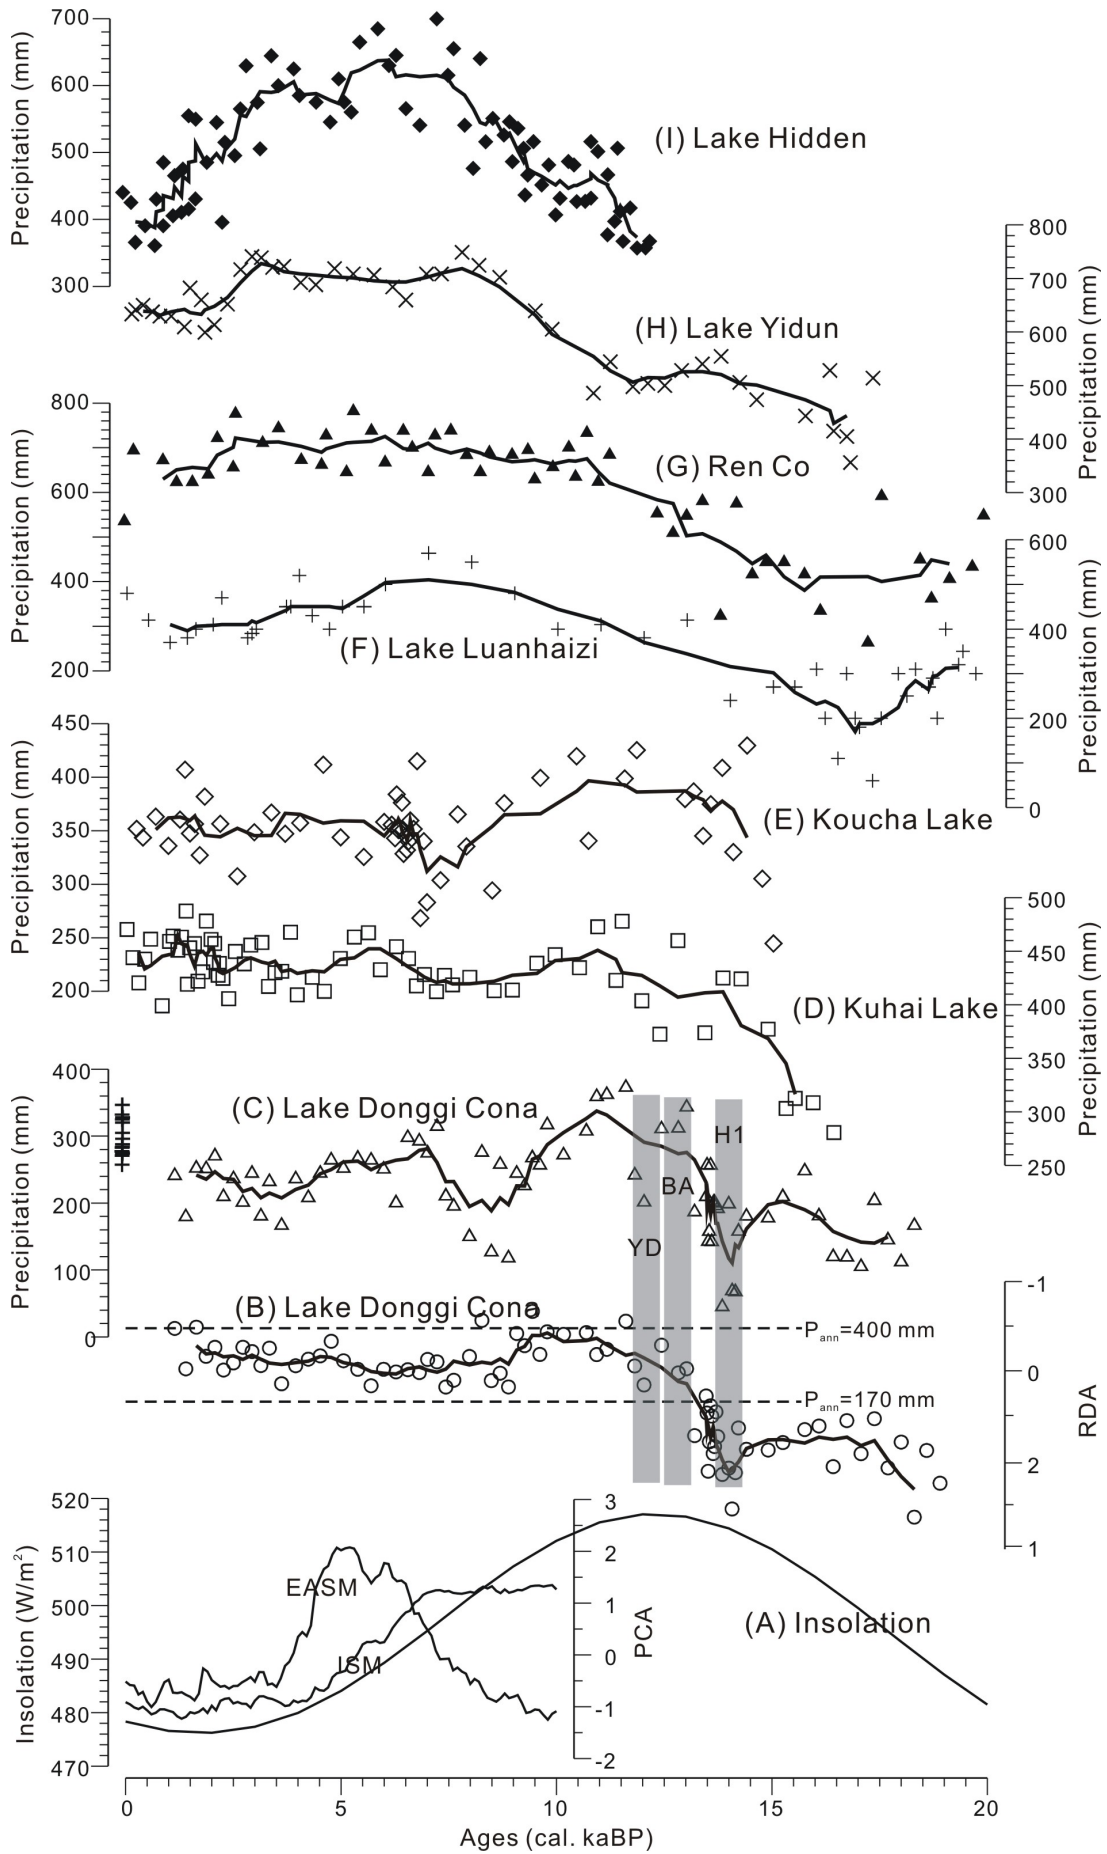 700
600
500
400
300
Precipitation (mm)
(I) Lake Hidden
800
700
600
500
400
300
Precipitation (mm)
(H) Lake Yidun
800
600
400
200
Precipitation (mm)
(G) Ren Co
600
400
200
0
Precipitation (mm)
(F) Lake Luanhaizi
450
400
350
300
250
200
Precipitation (mm)
(E) Koucha Lake
500
450
400
350
300
250
Precipitation (mm)
(D) Kuhai Lake
400
300
200
100
0
Precipitation (mm)
(C) Lake Donggi Cona
H1
BA
YD
(B) Lake Donggi Cona
-1
0
2
1
RDA
Pann=400 mm
Pann=170 mm
520
510
500
490
480
470
Insolation (W/m²)
3
2
1
0
-1
-2
PCA
EASM
ISM
(A) Insolation
0
5
10
15
20
Ages (cal. kaBP)